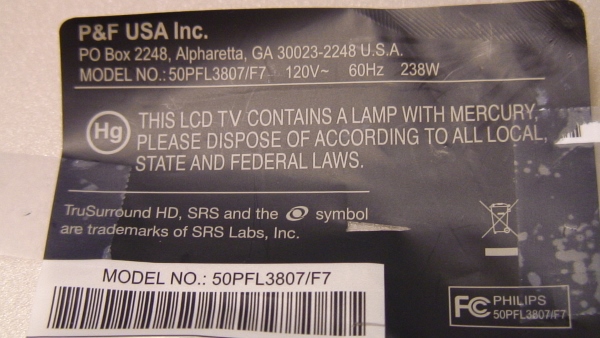 P&F USA Inc.
PO Box 2248, Alpharetta, GA 30023-2248 U.S.A.
MODEL NO.: 50PFL3807/F7 120V~ 60Hz 238W
Hg
THIS LCD TV CONTAINS A LAMP WITH MERCURY,
PLEASE DISPOSE OF ACCORDING TO ALL LOCAL,
STATE AND FEDERAL LAWS.
TruSurround HD, SRS and the symbol
are trademarks of SRS Labs, Inc.
MODEL NO.: 50PFL3807/F7
FC PHILIPS
50PFL3807/F7